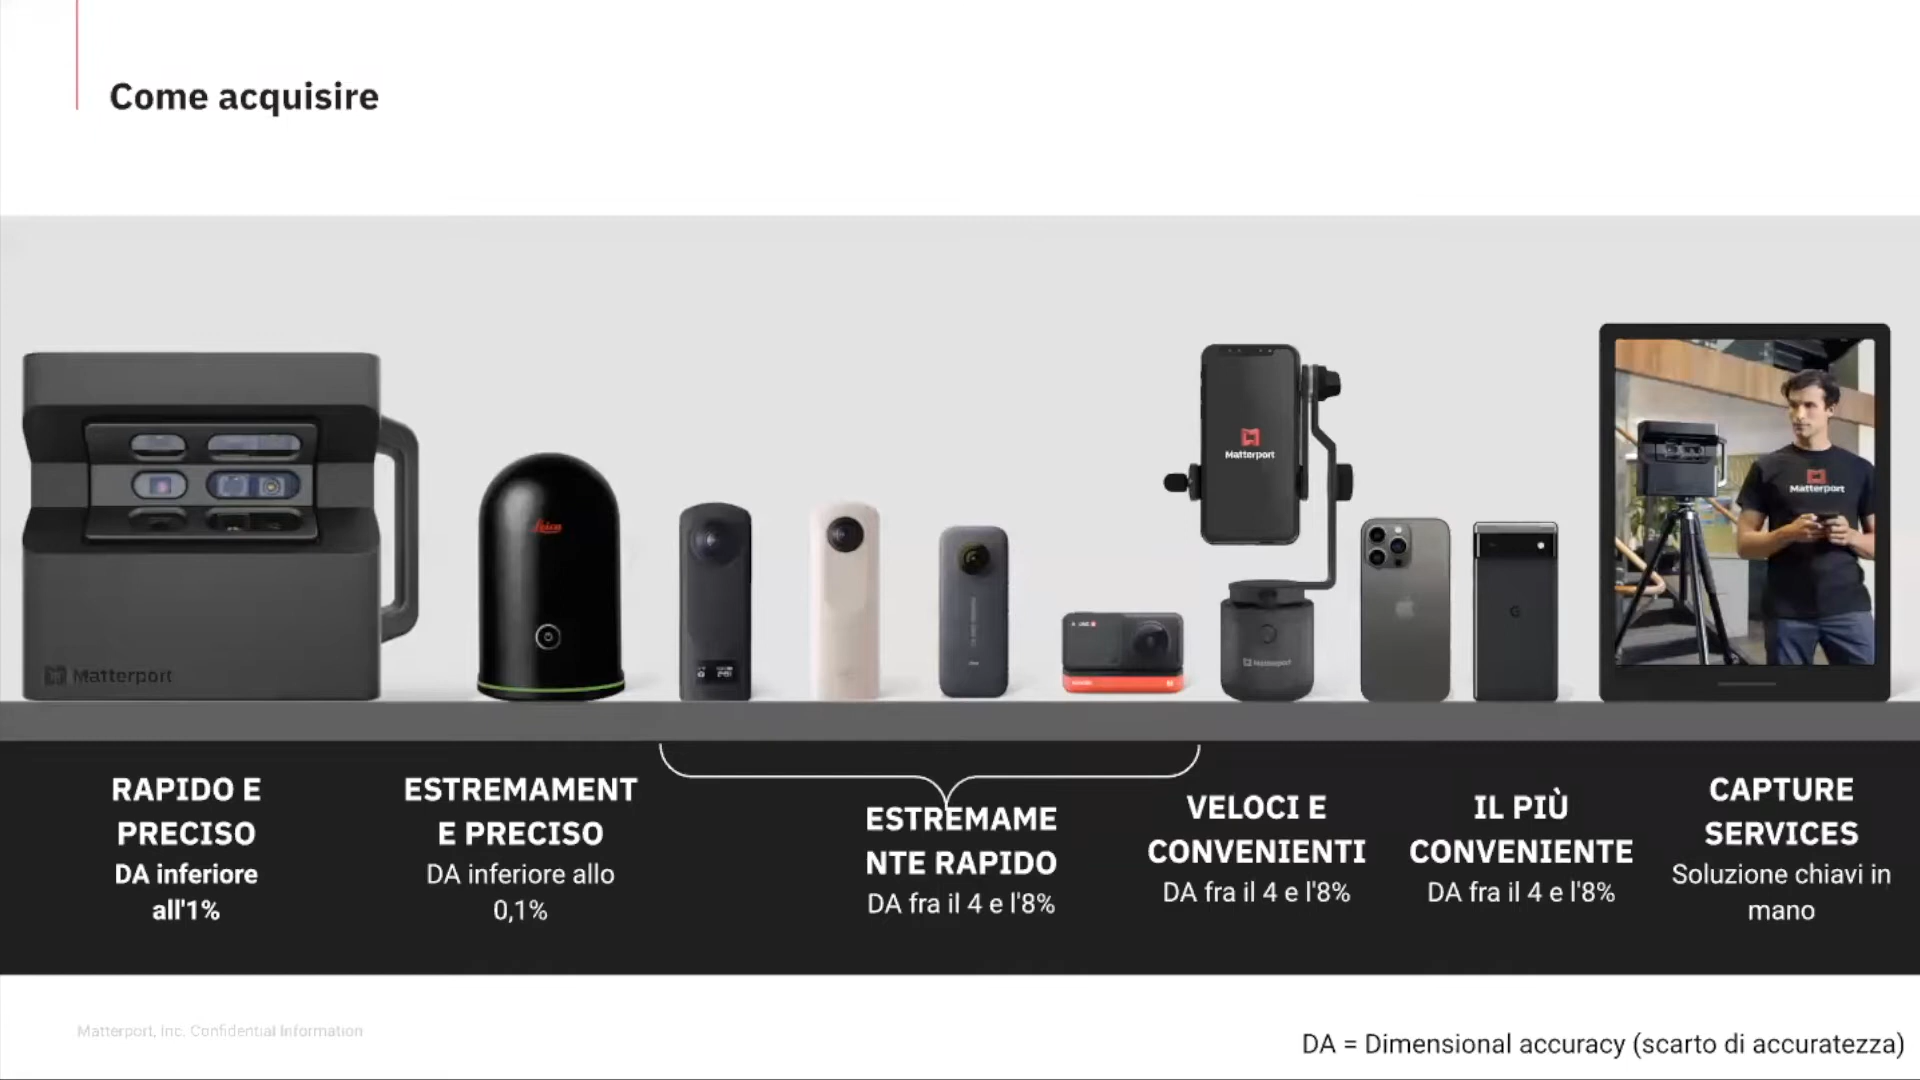 Come acquisire
Matterport
Leica
Matterport
Matterport
Matterport
RAPIDO E
PRECISO
DA inferiore
all'1%
ESTREMAMENT
E PRECISO
DA inferiore allo
0,1%
ESTREMAME
NTE RAPIDO
DA fra il 4 e l'8%
VELOCI E
CONVENIENTI
DA fra il 4 e l'8%
IL PIÙ
CONVENIENTE
DA fra il 4 e l'8%
CAPTURE
SERVICES
Soluzione chiavi in
mano
Matterport, Inc. Confidential Information
DA = Dimensional accuracy (scarto di accuratezza)